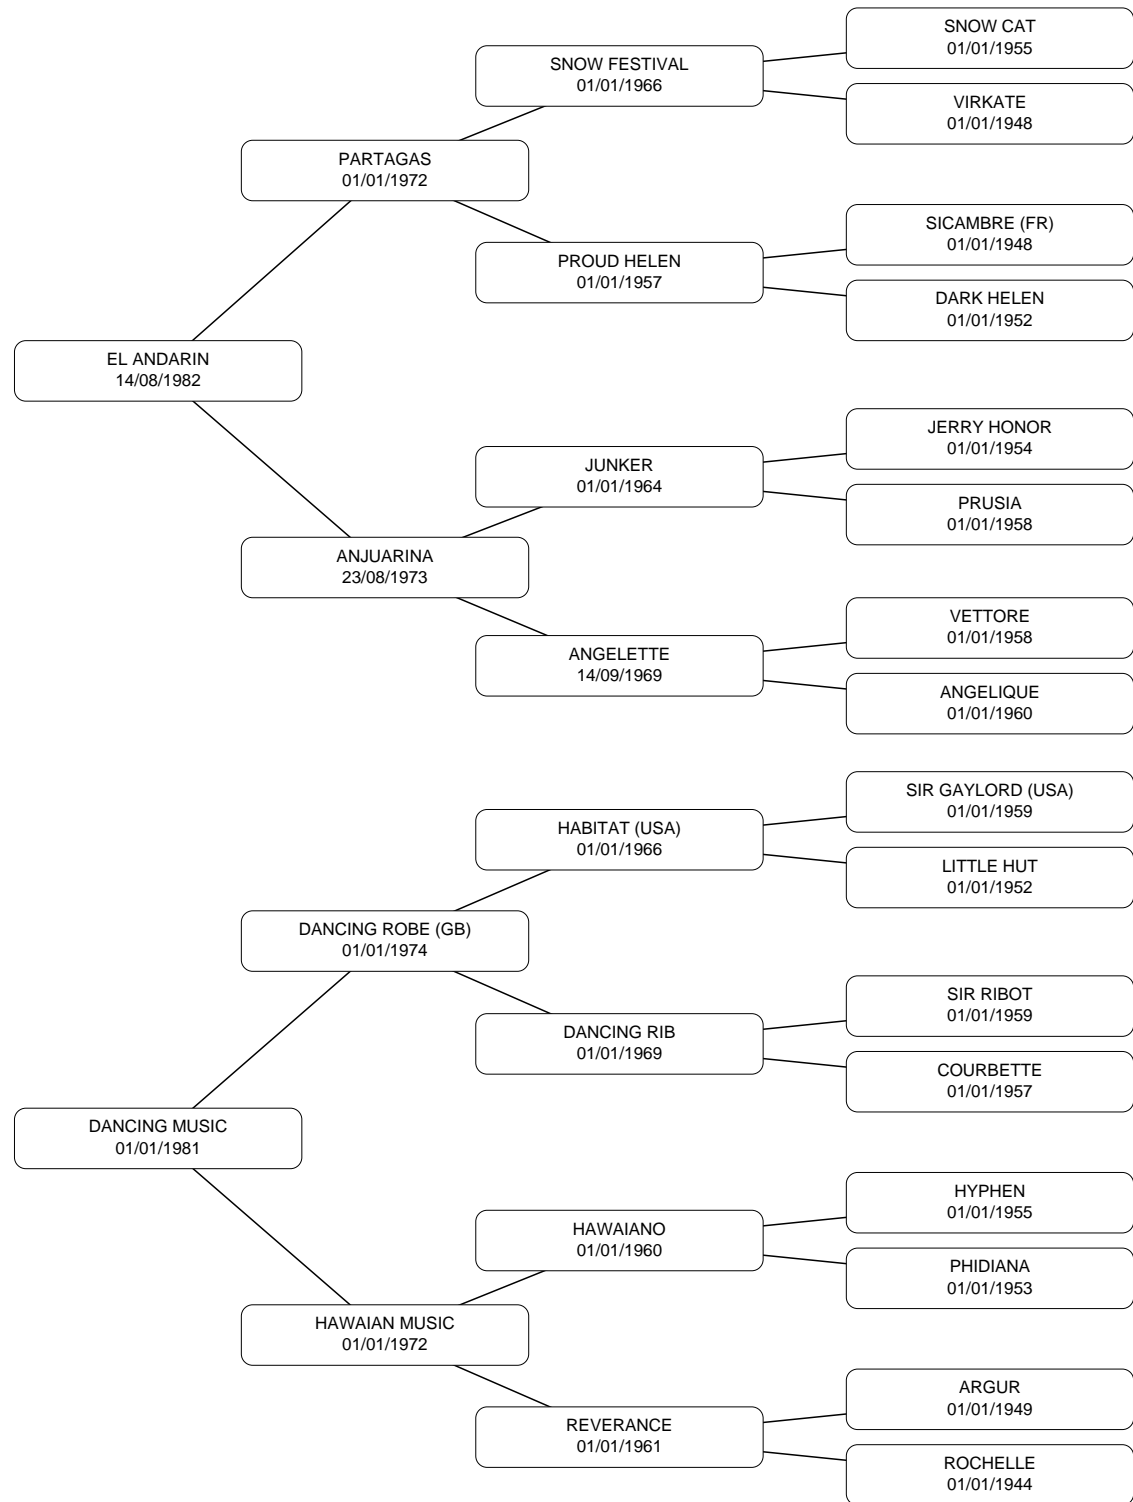 SNOW CAT
01/01/1955
SNOW FESTIVAL
01/01/1966
VIRKATE
01/01/1948
PARTAGAS
01/01/1972
SICAMBRE (FR)
01/01/1948
PROUD HELEN
01/01/1957
DARK HELEN
01/01/1952
EL ANDARIN
14/08/1982
JERRY HONOR
01/01/1954
JUNKER
01/01/1964
PRUSIA
01/01/1958
ANJUARINA
23/08/1973
VETTORE
01/01/1958
ANGELETTE
14/09/1969
ANGELIQUE
01/01/1960
SIR GAYLORD (USA)
01/01/1959
HABITAT (USA)
01/01/1966
LITTLE HUT
01/01/1952
DANCING ROBE (GB)
01/01/1974
SIR RIBOT
01/01/1959
DANCING RIB
01/01/1969
COURBETTE
01/01/1957
DANCING MUSIC
01/01/1981
HYPHEN
01/01/1955
HAWAIANO
01/01/1960
PHIDIANA
01/01/1953
HAWAIAN MUSIC
01/01/1972
ARGUR
01/01/1949
REVERANCE
01/01/1961
ROCHELLE
01/01/1944